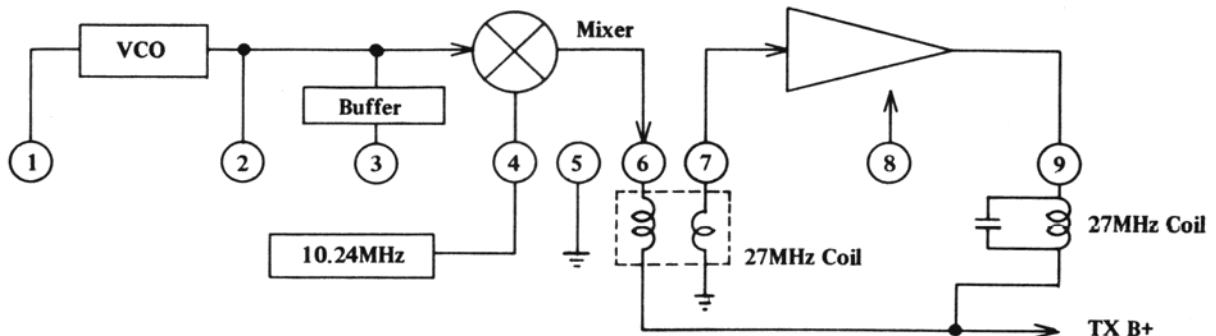 Mixer
VCO
Buffer
1
2
3
4
5
6
7
8
9
10.24MHz
27MHz Coil
27MHz Coil
TX B+